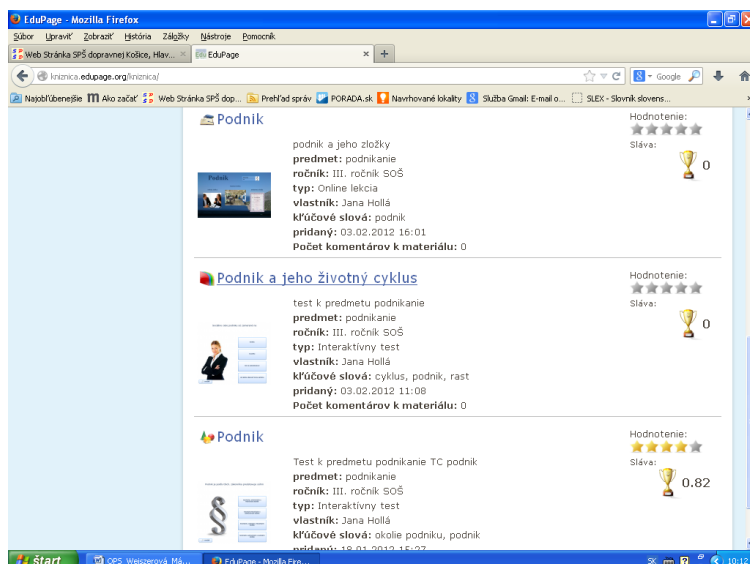 EduPage - Mozilla Firefox
Súbor Upraviť Zobraziť História Záložky Nástroje Pomocník
Web Stránka SPŠ dopravnej Košice, Hlav...
EduPage
kniznica.edupage.org/kniznica/
Google
Najobľúbenejšie Ako začať Web Stránka SPŠ dop... Prehľad správ PORADA.sk Navrhované lokality Služba Gmail: E-mail o... SLEX - Slovník slovens...
Podnik
Hodnotenie:
podnik a jeho zložky
Sláva:
predmet: podnikanie
0
ročník: III. ročník SOŠ
typ: Online lekcia
vlastník: Jana Hollá
kľúčové slová: podnik
pridaný: 03.02.2012 16:01
Počet komentárov k materiálu: 0
Podnik a jeho životný cyklus
Hodnotenie:
test k predmetu podnikanie
Sláva:
predmet: podnikanie
0
ročník: III. ročník SOŠ
typ: Interaktívny test
vlastník: Jana Hollá
kľúčové slová: cyklus, podnik, rast
pridaný: 03.02.2012 11:08
Počet komentárov k materiálu: 0
Podnik
Hodnotenie:
Test k predmetu podnikanie TC podnik
Sláva:
predmet: podnikanie
0.82
ročník: III. ročník SOŠ
typ: Interaktívny test
vlastník: Jana Hollá
kľúčové slová: okolie podniku, podnik
pridaný: 18.01.2012 15:27
štart
OPS_Weiszerová_Má...
EduPage - Mozilla Fire...
SK
10:12